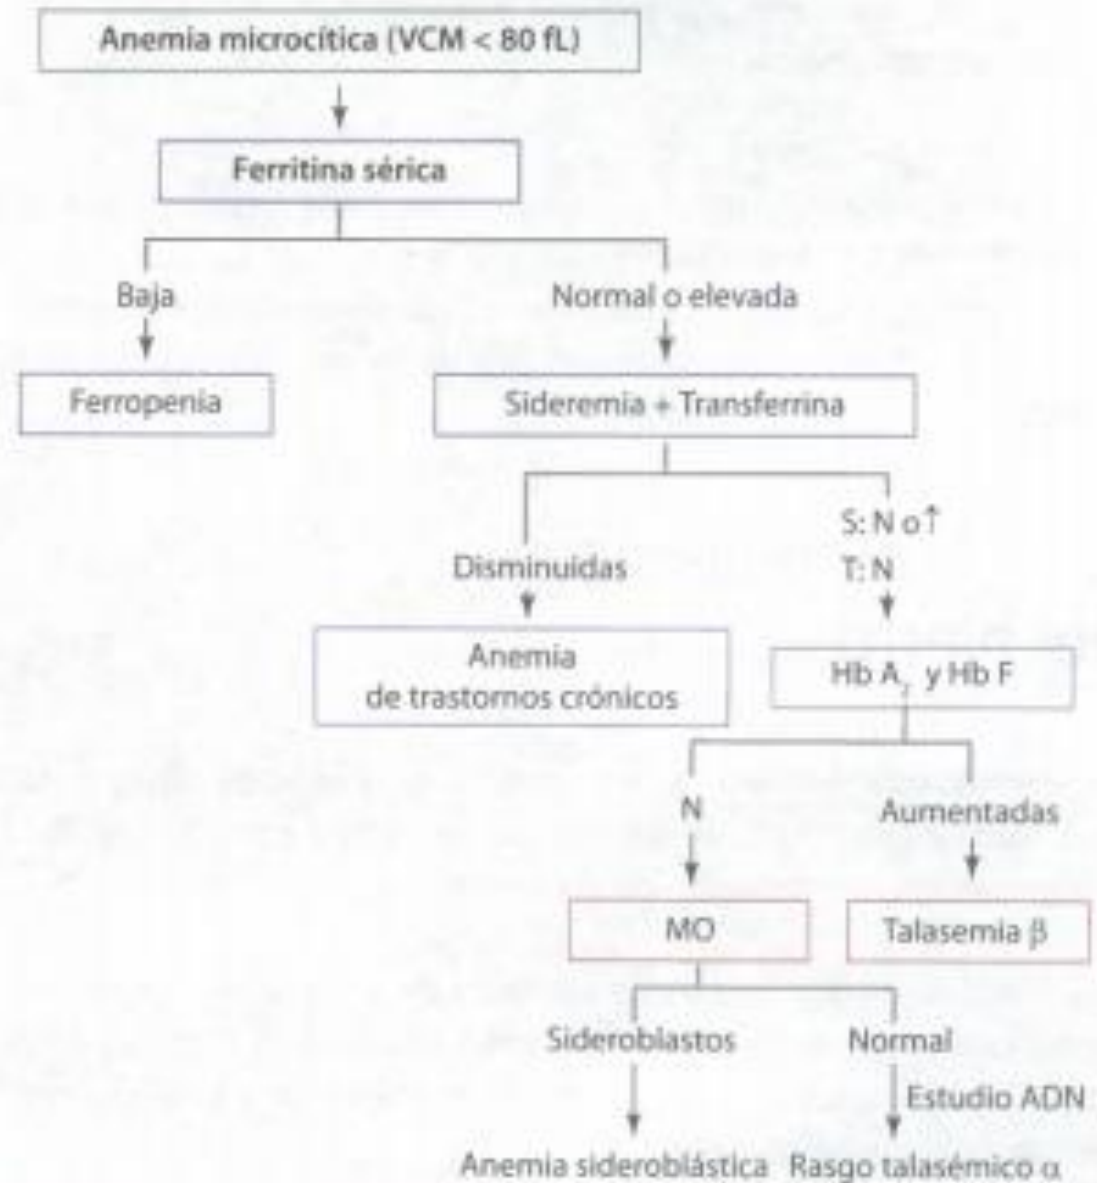 Anemia microcítica (VCM < 80 fL)
Ferritina sérica
Baja
Normal o elevada
Ferropenia
Sideremia + Transferrina
S: N o↑
T: N
Disminuidas
Anemia
de trastornos crónicos
Hb A₂ y Hb F
N
Aumentadas
MO
Talasemia β
Sideroblastos
Normal
Estudio ADN
Anemia sideroblástica
Rasgo talasémico α